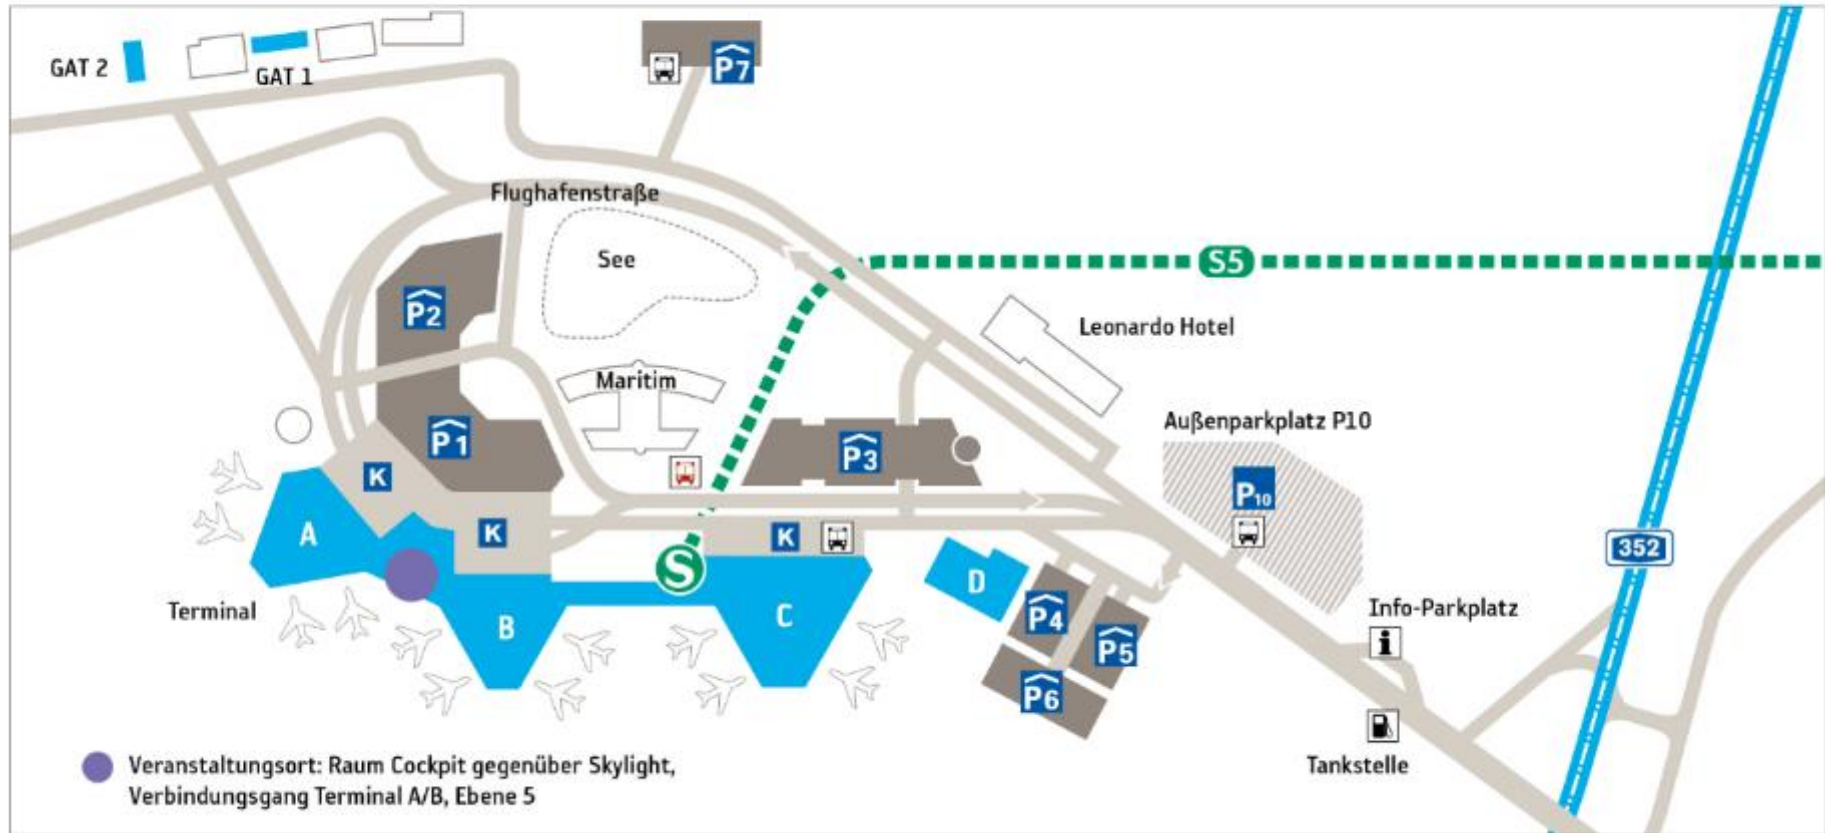 GAT 2
GAT 1
P7
Flughafenstraße
See
S5
P2
Leonardo Hotel
Maritim
Außenparkplatz P10
P1
P3
K
P10
A
K
K
352
S
D
Terminal
B
C
P4
Info-Parkplatz
P5
i
P6
Tankstelle
Veranstaltungsort: Raum Cockpit gegenüber Skylight,
Verbindungsgang Terminal A/B, Ebene 5